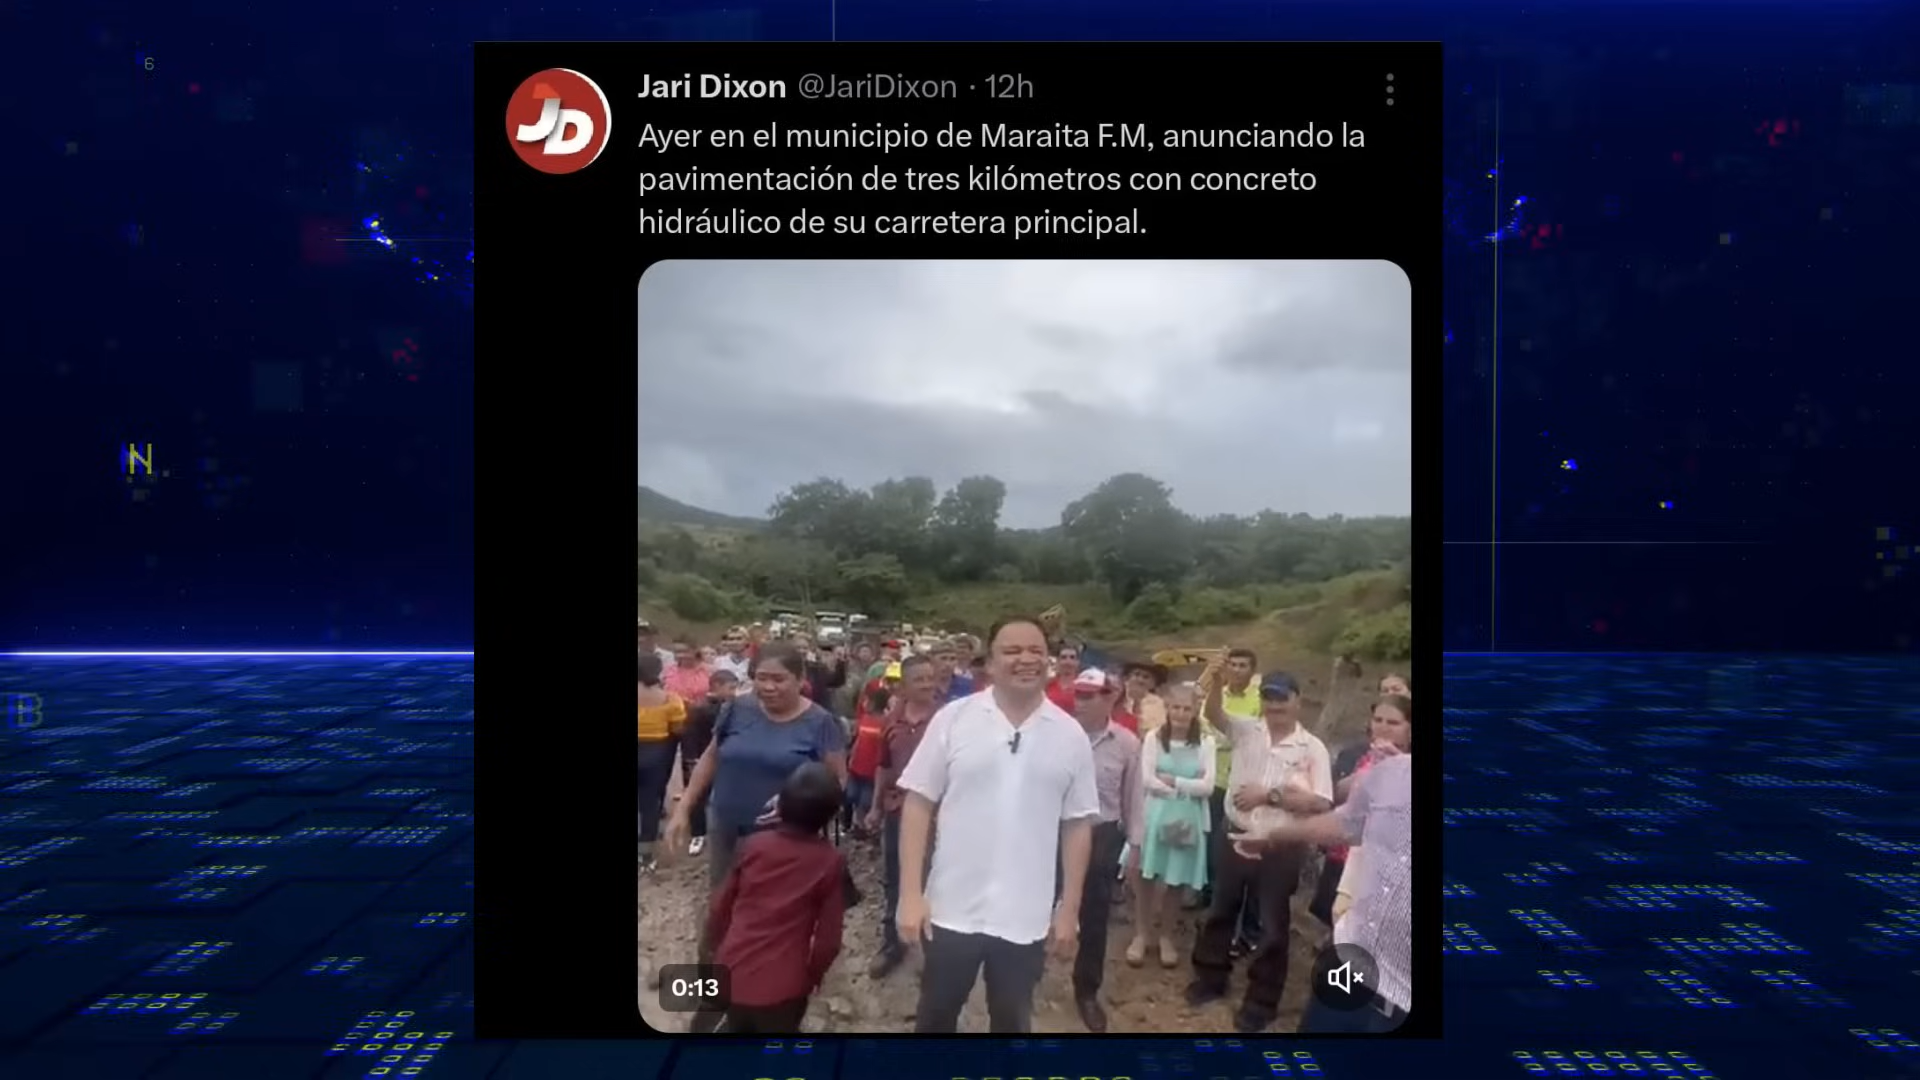 6
JD
Jari Dixon @JariDixon · 12h
Ayer en el municipio de Maraita F.M, anunciando la
pavimentación de tres kilómetros con concreto
hidráulico de su carretera principal.
N
B
0:13